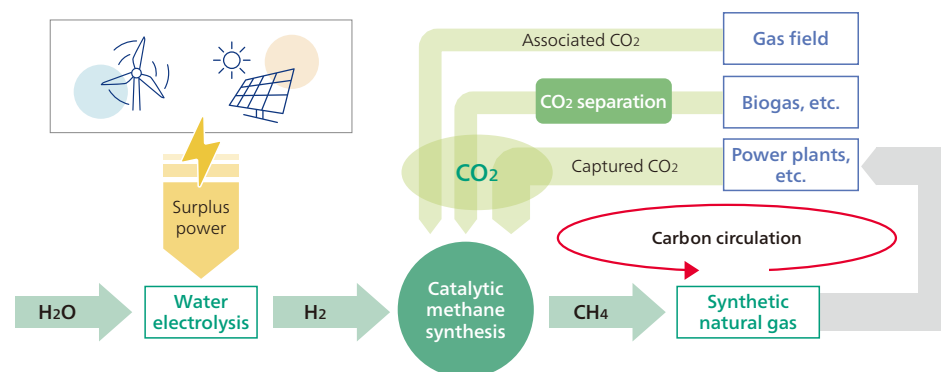 Associated CO2
Gas field
CO2 separation
Biogas, etc.
CO2
Captured CO2
Power plants,
etc.
Surplus
power
Carbon circulation
H2O
Water
electrolysis
H2
Catalytic
methane
synthesis
CH4
Synthetic
natural gas